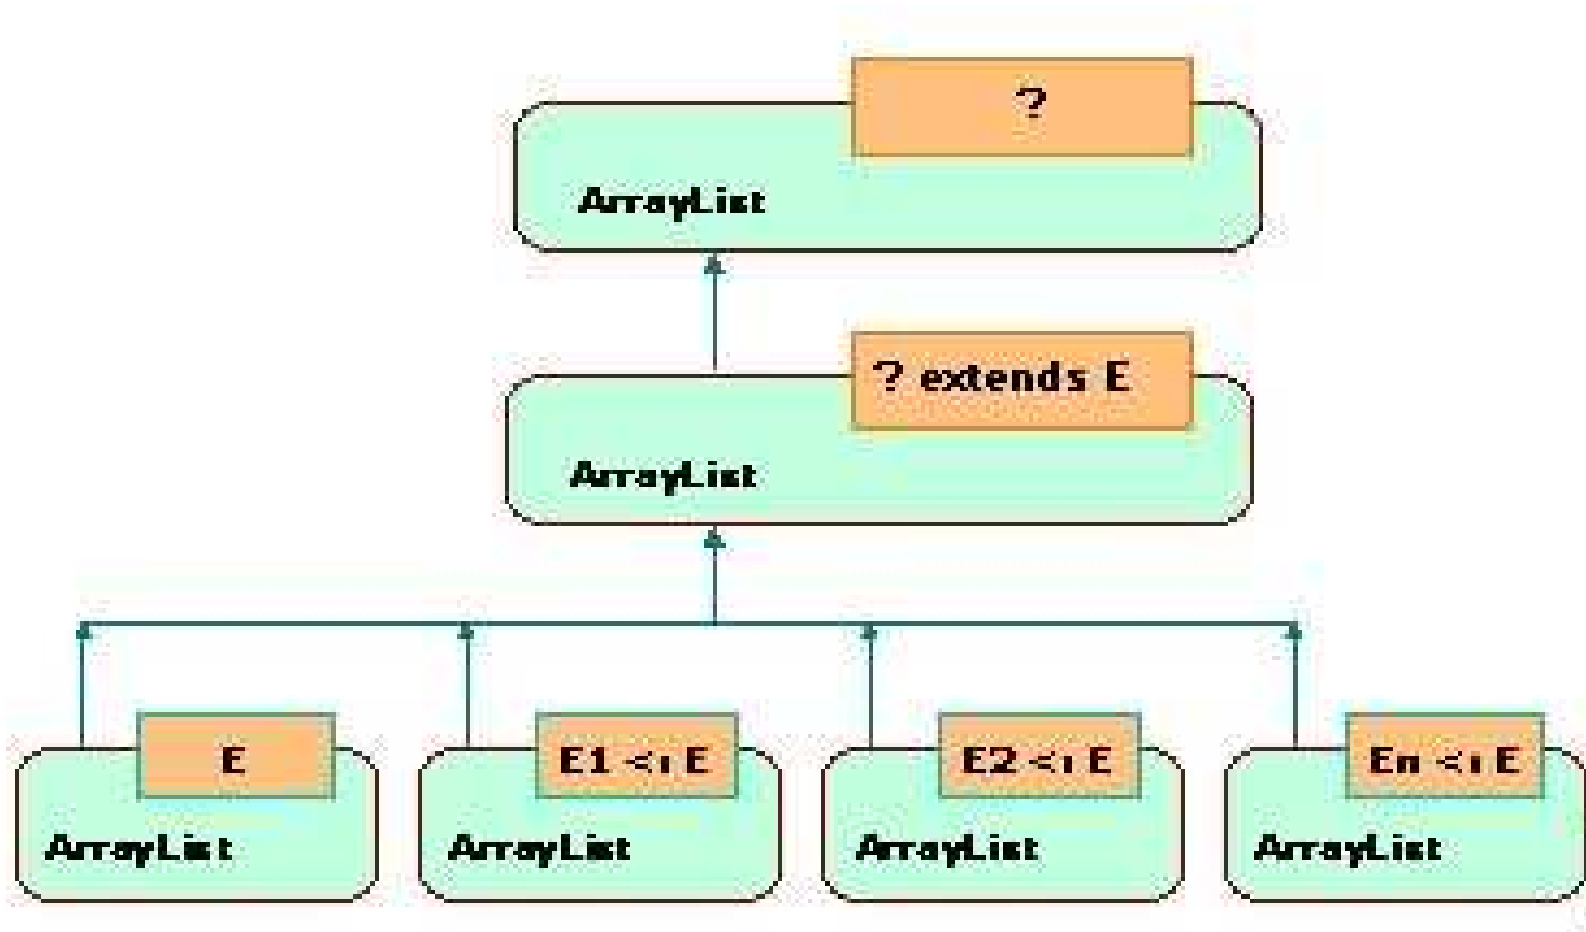 ?
ArrayList
? extends E
ArrayList
E
E1 <: E
E2 <: E
En <: E
ArrayList
ArrayList
ArrayList
ArrayList